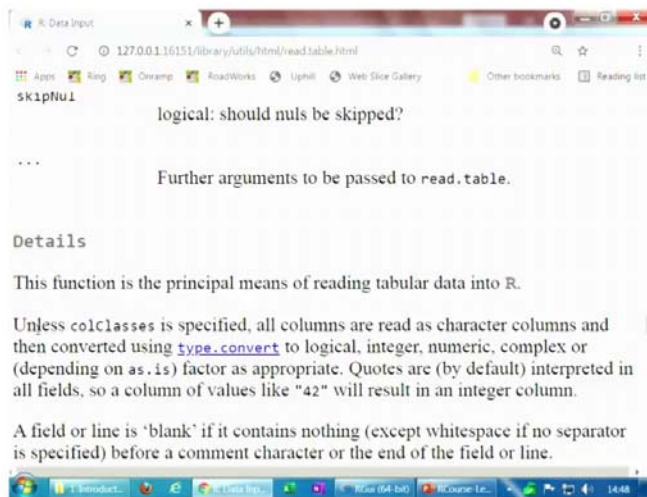 R: Data Input
127.0.0.1:16151/library/utils/html/read.table.html
Apps Ring Onramp RoadWorks Uphill Web Slice Gallery Other bookmarks Reading list
skipNul
logical: should nuls be skipped?
...
Further arguments to be passed to read.table.
Details
This function is the principal means of reading tabular data into R.
Unless colClasses is specified, all columns are read as character columns and
then converted using type.convert to logical, integer, numeric, complex or
(depending on as.is) factor as appropriate. Quotes are (by default) interpreted in
all fields, so a column of values like "42" will result in an integer column.
A field or line is ‘blank’ if it contains nothing (except whitespace if no separator
is specified) before a comment character or the end of the field or line.
1 Introduct... R: Data Inp... RGui (64-bit) RCourse-Le... 14:48